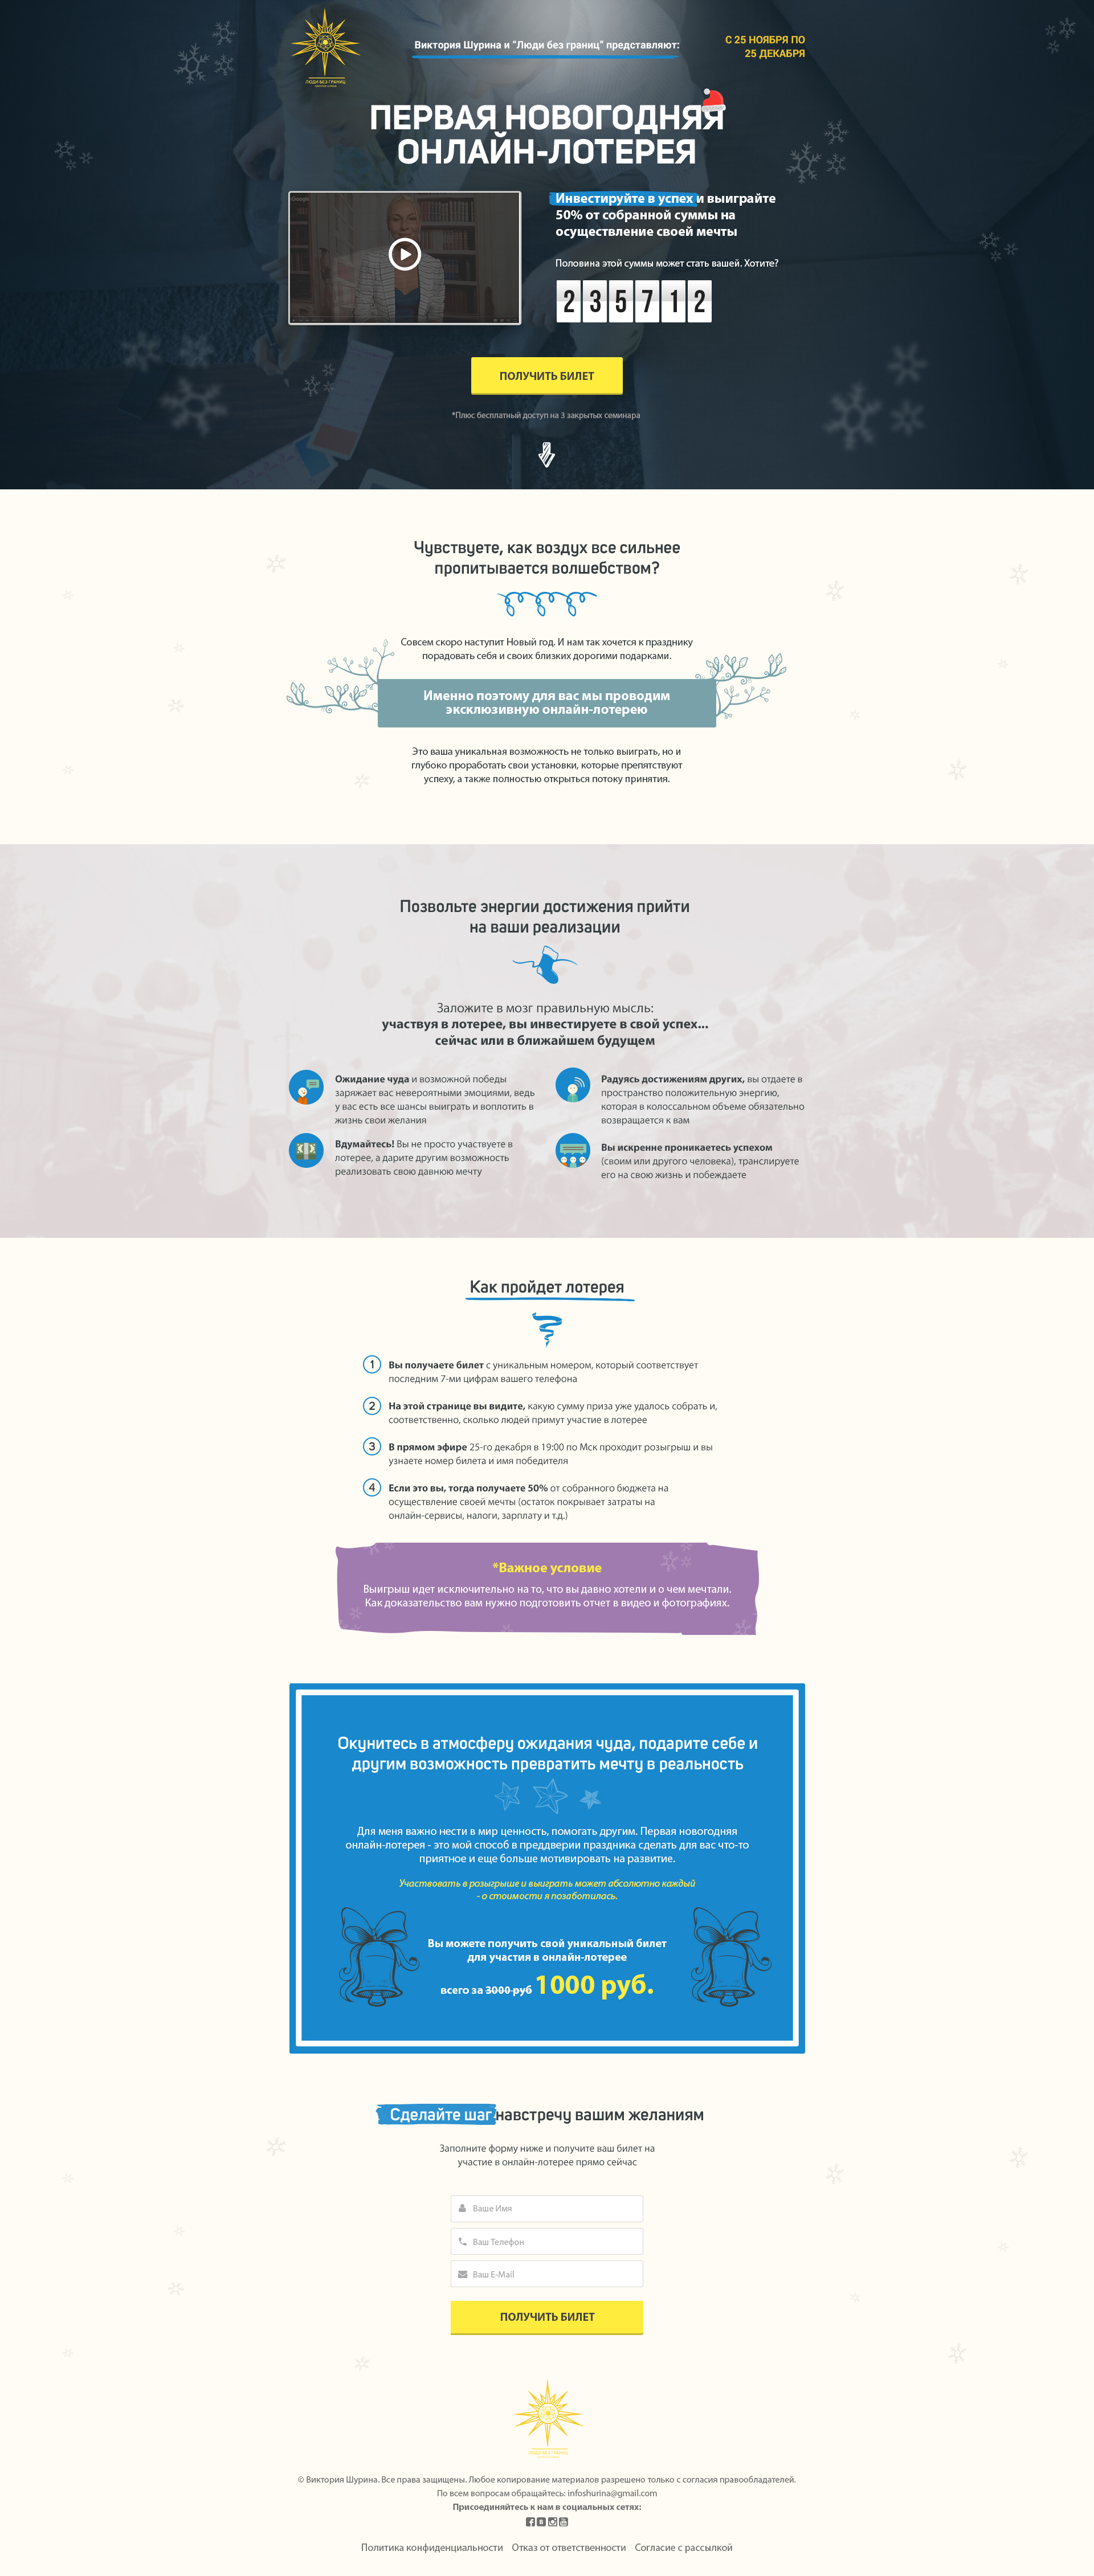 Виктория Шурина и "Люди без границ" представляют:
С 25 НОЯБРЯ ПО
25 ДЕКАБРЯ
ЛЮДИ БЕЗ ГРАНИЦ
ПЕРВАЯ НОВОГОДНЯЯ
ОНЛАЙН-ЛОТЕРЕЯ
Google
Инвестируйте в успех и выиграйте
50% от собранной суммы на
осуществление своей мечты
Половина этой суммы может стать вашей. Хотите?
235712
ПОЛУЧИТЬ БИЛЕТ
*Плюс бесплатный доступ на 3 закрытых семинара
Чувствуете, как воздух все сильнее
пропитывается волшебством?
Совсем скоро наступит Новый год. И нам так хочется к празднику
порадовать себя и своих близких дорогими подарками.
Именно поэтому для вас мы проводим
эксклюзивную онлайн-лотерею
Это ваша уникальная возможность не только выиграть, но и
глубоко проработать свои установки, которые препятствуют
успеху, а также полностью открыться потоку принятия.
Позвольте энергии достижения прийти
на ваши реализации
Заложите в мозг правильную мысль:
участвуя в лотерее, вы инвестируете в свой успех...
сейчас или в ближайшем будущем
Ожидание чуда и возможной победы
заряжает вас невероятными эмоциями, ведь
у вас есть все шансы выиграть и воплотить в
жизнь свои желания
Радуясь достижениям других, вы отдаете в
пространство положительную энергию,
которая в колоссальном объеме обязательно
возвращается к вам
Вдумайтесь! Вы не просто участвуете в
лотерее, а дарите другим возможность
реализовать свою давнюю мечту
Вы искренне проникаетесь успехом
(своим или другого человека), транслируете
его на свою жизнь и побеждаете
Как пройдет лотерея
1 Вы получаете билет с уникальным номером, который соответствует
последним 7-ми цифрам вашего телефона
2 На этой странице вы видите, какую сумму приза уже удалось собрать и,
соответственно, сколько людей примут участие в лотерее
3 В прямом эфире 25-го декабря в 19:00 по Мск проходит розыгрыш и вы
узнаете номер билета и имя победителя
4 Если это вы, тогда получаете 50% от собранного бюджета на
осуществление своей мечты (остаток покрывает затраты на
онлайн-сервисы, налоги, зарплату и т.д.)
*Важное условие
Выигрыш идет исключительно на то, что вы давно хотели и о чем мечтали.
Как доказательство вам нужно подготовить отчет в видео и фотографиях.
Окунитесь в атмосферу ожидания чуда, подарите себе и
другим возможность превратить мечту в реальность
Для меня важно нести в мир ценность, помогать другим. Первая новогодняя
онлайн-лотерея - это мой способ в преддверии праздника сделать для вас что-то
приятное и еще больше мотивировать на развитие.
Участвовать в розыгрыше и выиграть может абсолютно каждый
- о стоимости я позаботилась.
Вы можете получить свой уникальный билет
для участия в онлайн-лотерее
всего за 3000 руб 1000 руб.
Сделайте шаг навстречу вашим желаниям
Заполните форму ниже и получите ваш билет на
участие в онлайн-лотерее прямо сейчас
Ваше Имя
Ваш Телефон
Ваш E-Mail
ПОЛУЧИТЬ БИЛЕТ
ЛЮДИ БЕЗ ГРАНИЦ
© Виктория Шурина. Все права защищены. Любое копирование материалов разрешено только с согласия правообладателей.
По всем вопросам обращайтесь: infoshurina@gmail.com
Присоединяйтесь к нам в социальных сетях:
Политика конфиденциальности Отказ от ответственности Согласие с рассылкой